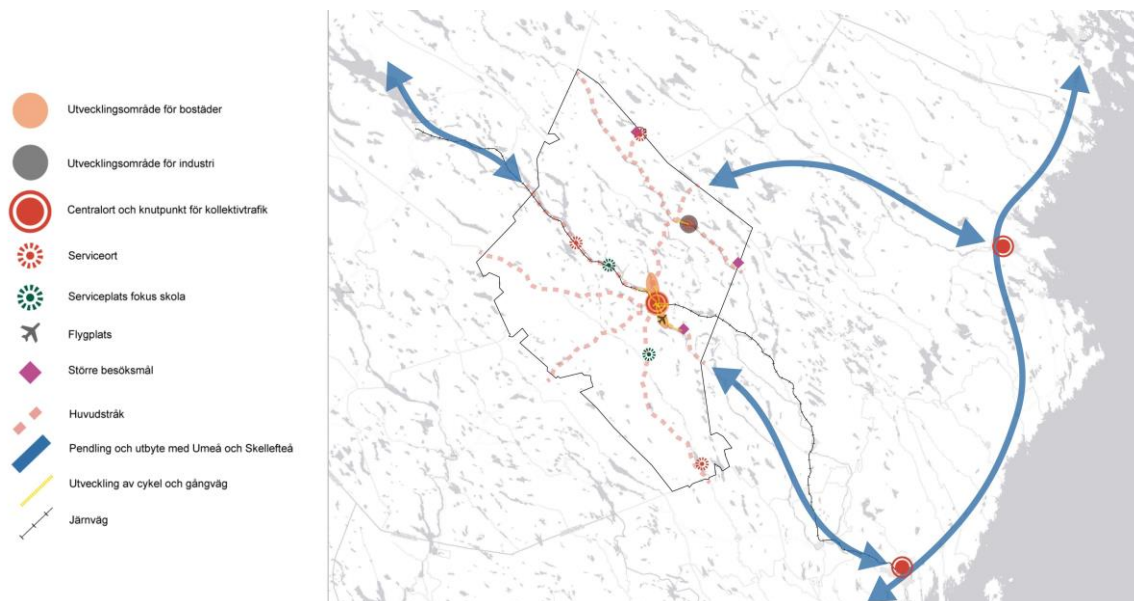 Utvecklingsområde för bostäder
Utvecklingsområde för industri
Centralort och knutpunkt för kollektivtrafik
Serviceort
Serviceplats fokus skola
Flygplats
Större besöksmål
Huvudstråk
Pendling och utbyte med Umeå och Skellefteå
Utveckling av cykel och gångväg
Järnväg